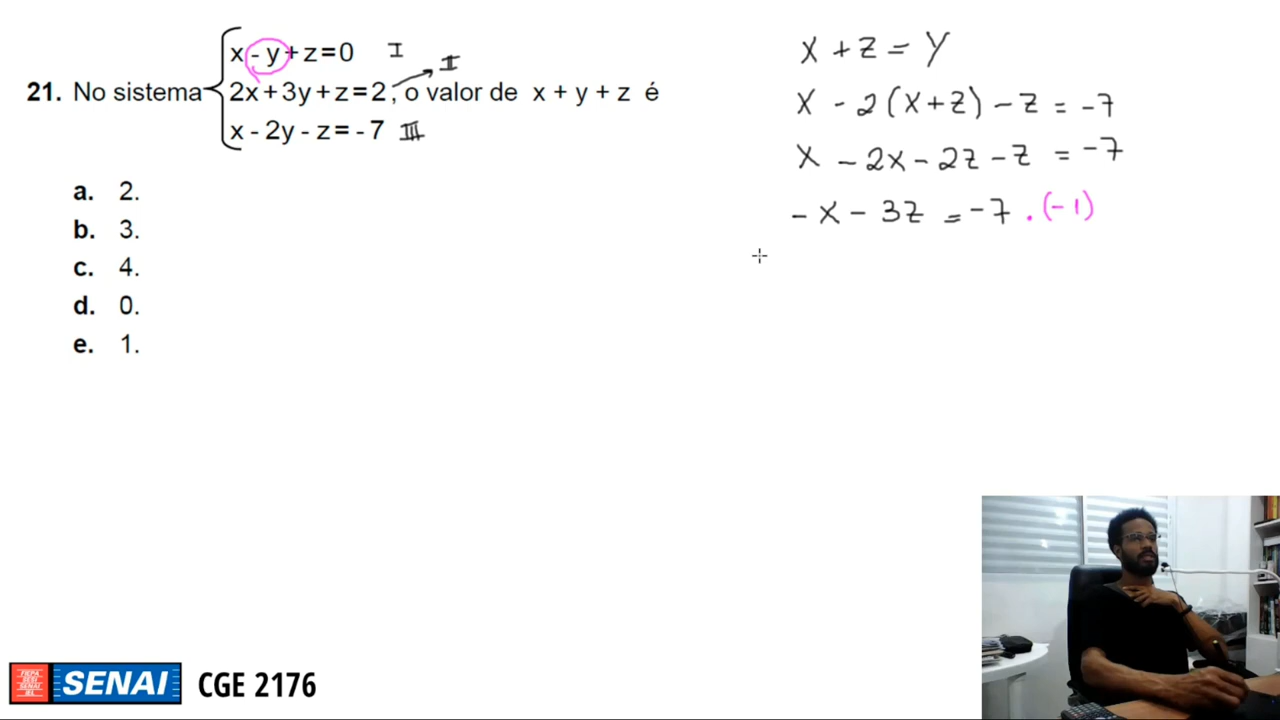 x - y + z = 0 I
21. No sistema 2x + 3y + z = 2, o valor de x + y + z é
II
x - 2y - z = - 7 III
a. 2.
b. 3.
c. 4.
d. 0.
e. 1.
x + z = y
x - 2(x+z) - z = -7
x - 2x - 2z - z = -7
- x - 3z = -7 . (-1)
SENAI CGE 2176